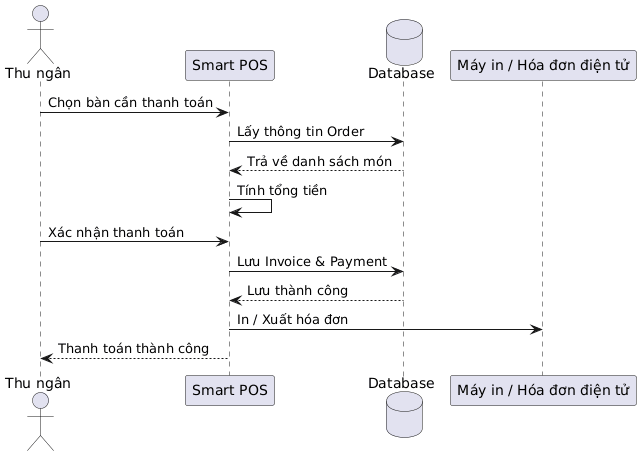 Thu ngân
Smart POS
Database
Máy in / Hóa đơn điện tử
Chọn bàn cần thanh toán
Lấy thông tin Order
Trả về danh sách món
Tính tổng tiền
Xác nhận thanh toán
Lưu Invoice & Payment
Lưu thành công
In / Xuất hóa đơn
Thanh toán thành công
Thu ngân
Smart POS
Database
Máy in / Hóa đơn điện tử